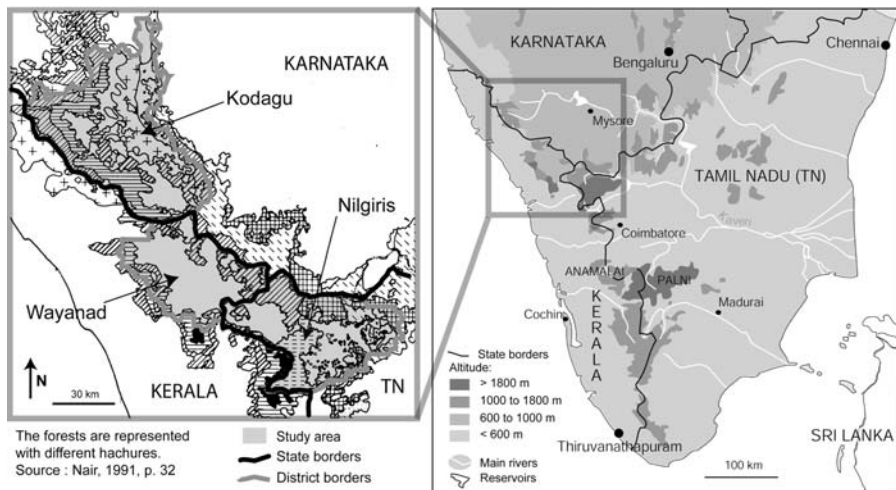 KARNATAKA
Kodagu
Nilgiris
Wayanad
N
30 km
KERALA
TN
The forests are represented
with different hachures.
Source : Nair, 1991, p. 32
Study area
State borders
District borders
KARNATAKA
Bengaluru
Chennai
Mysore
TAMIL NADU (TN)
Kaveri
Coimbatore
ANAMALAI
PALNI
Madurai
Cochin
KERALA
State borders
Altitude:
> 1800 m
1000 to 1800 m
600 to 1000 m
< 600 m
Main rivers
Reservoirs
Thiruvanathapuram
SRI LANKA
100 km